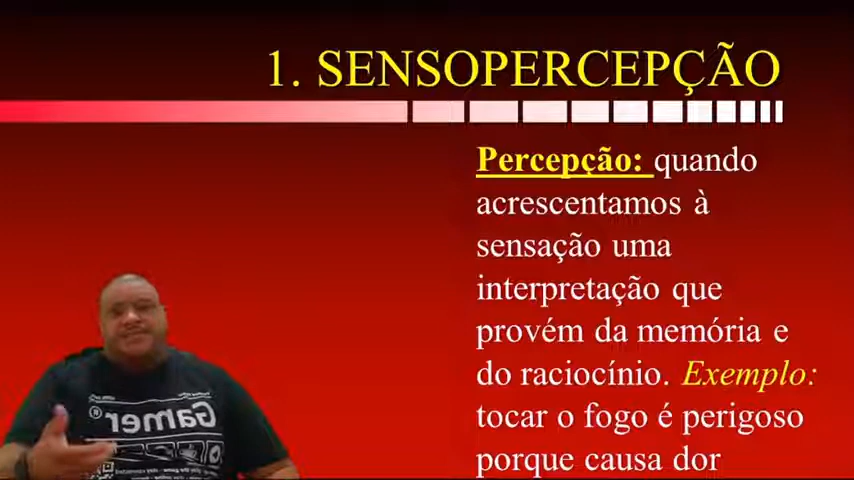 1. SENSOPERCEPÇÃO
Percepção: quando
acrescentamos à
sensação uma
interpretação que
provém da memória e
do raciocínio. Exemplo:
tocar o fogo é perigoso
porque causa dor
Gamer